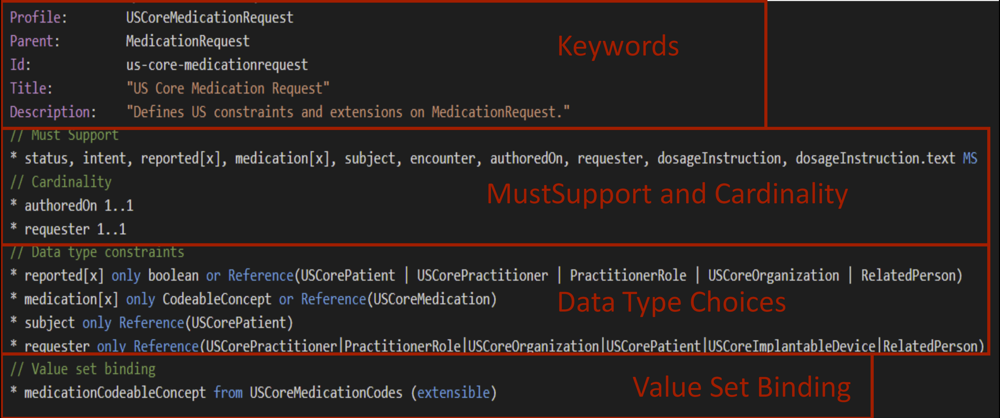 Profile: USCoreMedicationRequest
Parent: MedicationRequest
Id: us-core-medicationrequest
Title: "US Core Medication Request"
Description: "Defines US constraints and extensions on MedicationRequest."
Keywords
// Must Support
* status, intent, reported[x], medication[x], subject, encounter, authoredOn, requester, dosageInstruction, dosageInstruction.text MS
// Cardinality
* authoredOn 1..1
* requester 1..1
MustSupport and Cardinality
// Data type constraints
* reported[x] only boolean or Reference(USCorePatient | USCorePractitioner | PractitionerRole | USCoreOrganization | RelatedPerson)
* medication[x] only CodeableConcept or Reference(USCoreMedication)
* subject only Reference(USCorePatient)
* requester only Reference(USCorePractitioner|PractitionerRole|USCoreOrganization|USCorePatient|USCoreImplantableDevice|RelatedPerson)
Data Type Choices
// Value set binding
* medicationCodeableConcept from USCoreMedicationCodes (extensible)
Value Set Binding